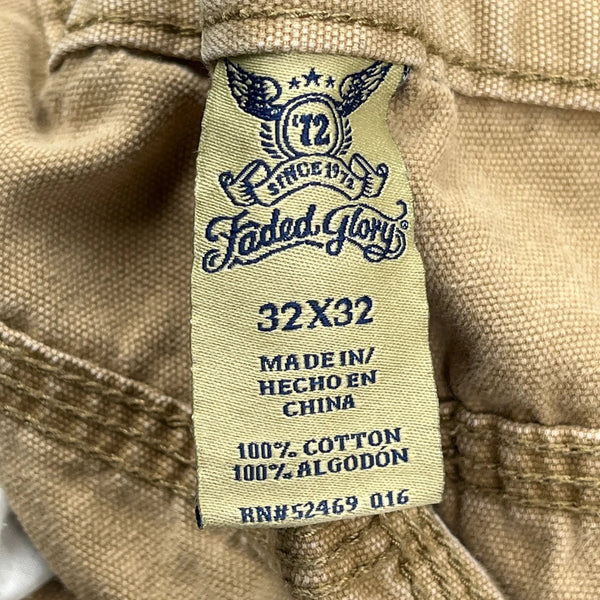 '72
SINCE 1972
Faded Glory©
32X32
MADE IN/
HECHO EN
CHINA
100% COTTON
100% ALGODÓN
RN#52469 016